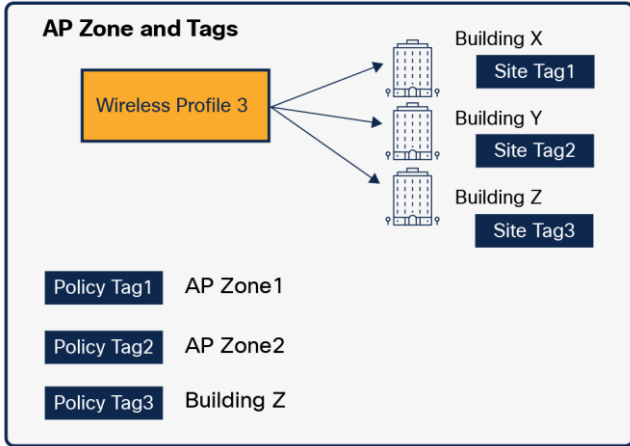 AP Zone and Tags
Wireless Profile 3
Building X
Site Tag1
Building Y
Site Tag2
Building Z
Site Tag3
Policy Tag1 AP Zone1
Policy Tag2 AP Zone2
Policy Tag3 Building Z